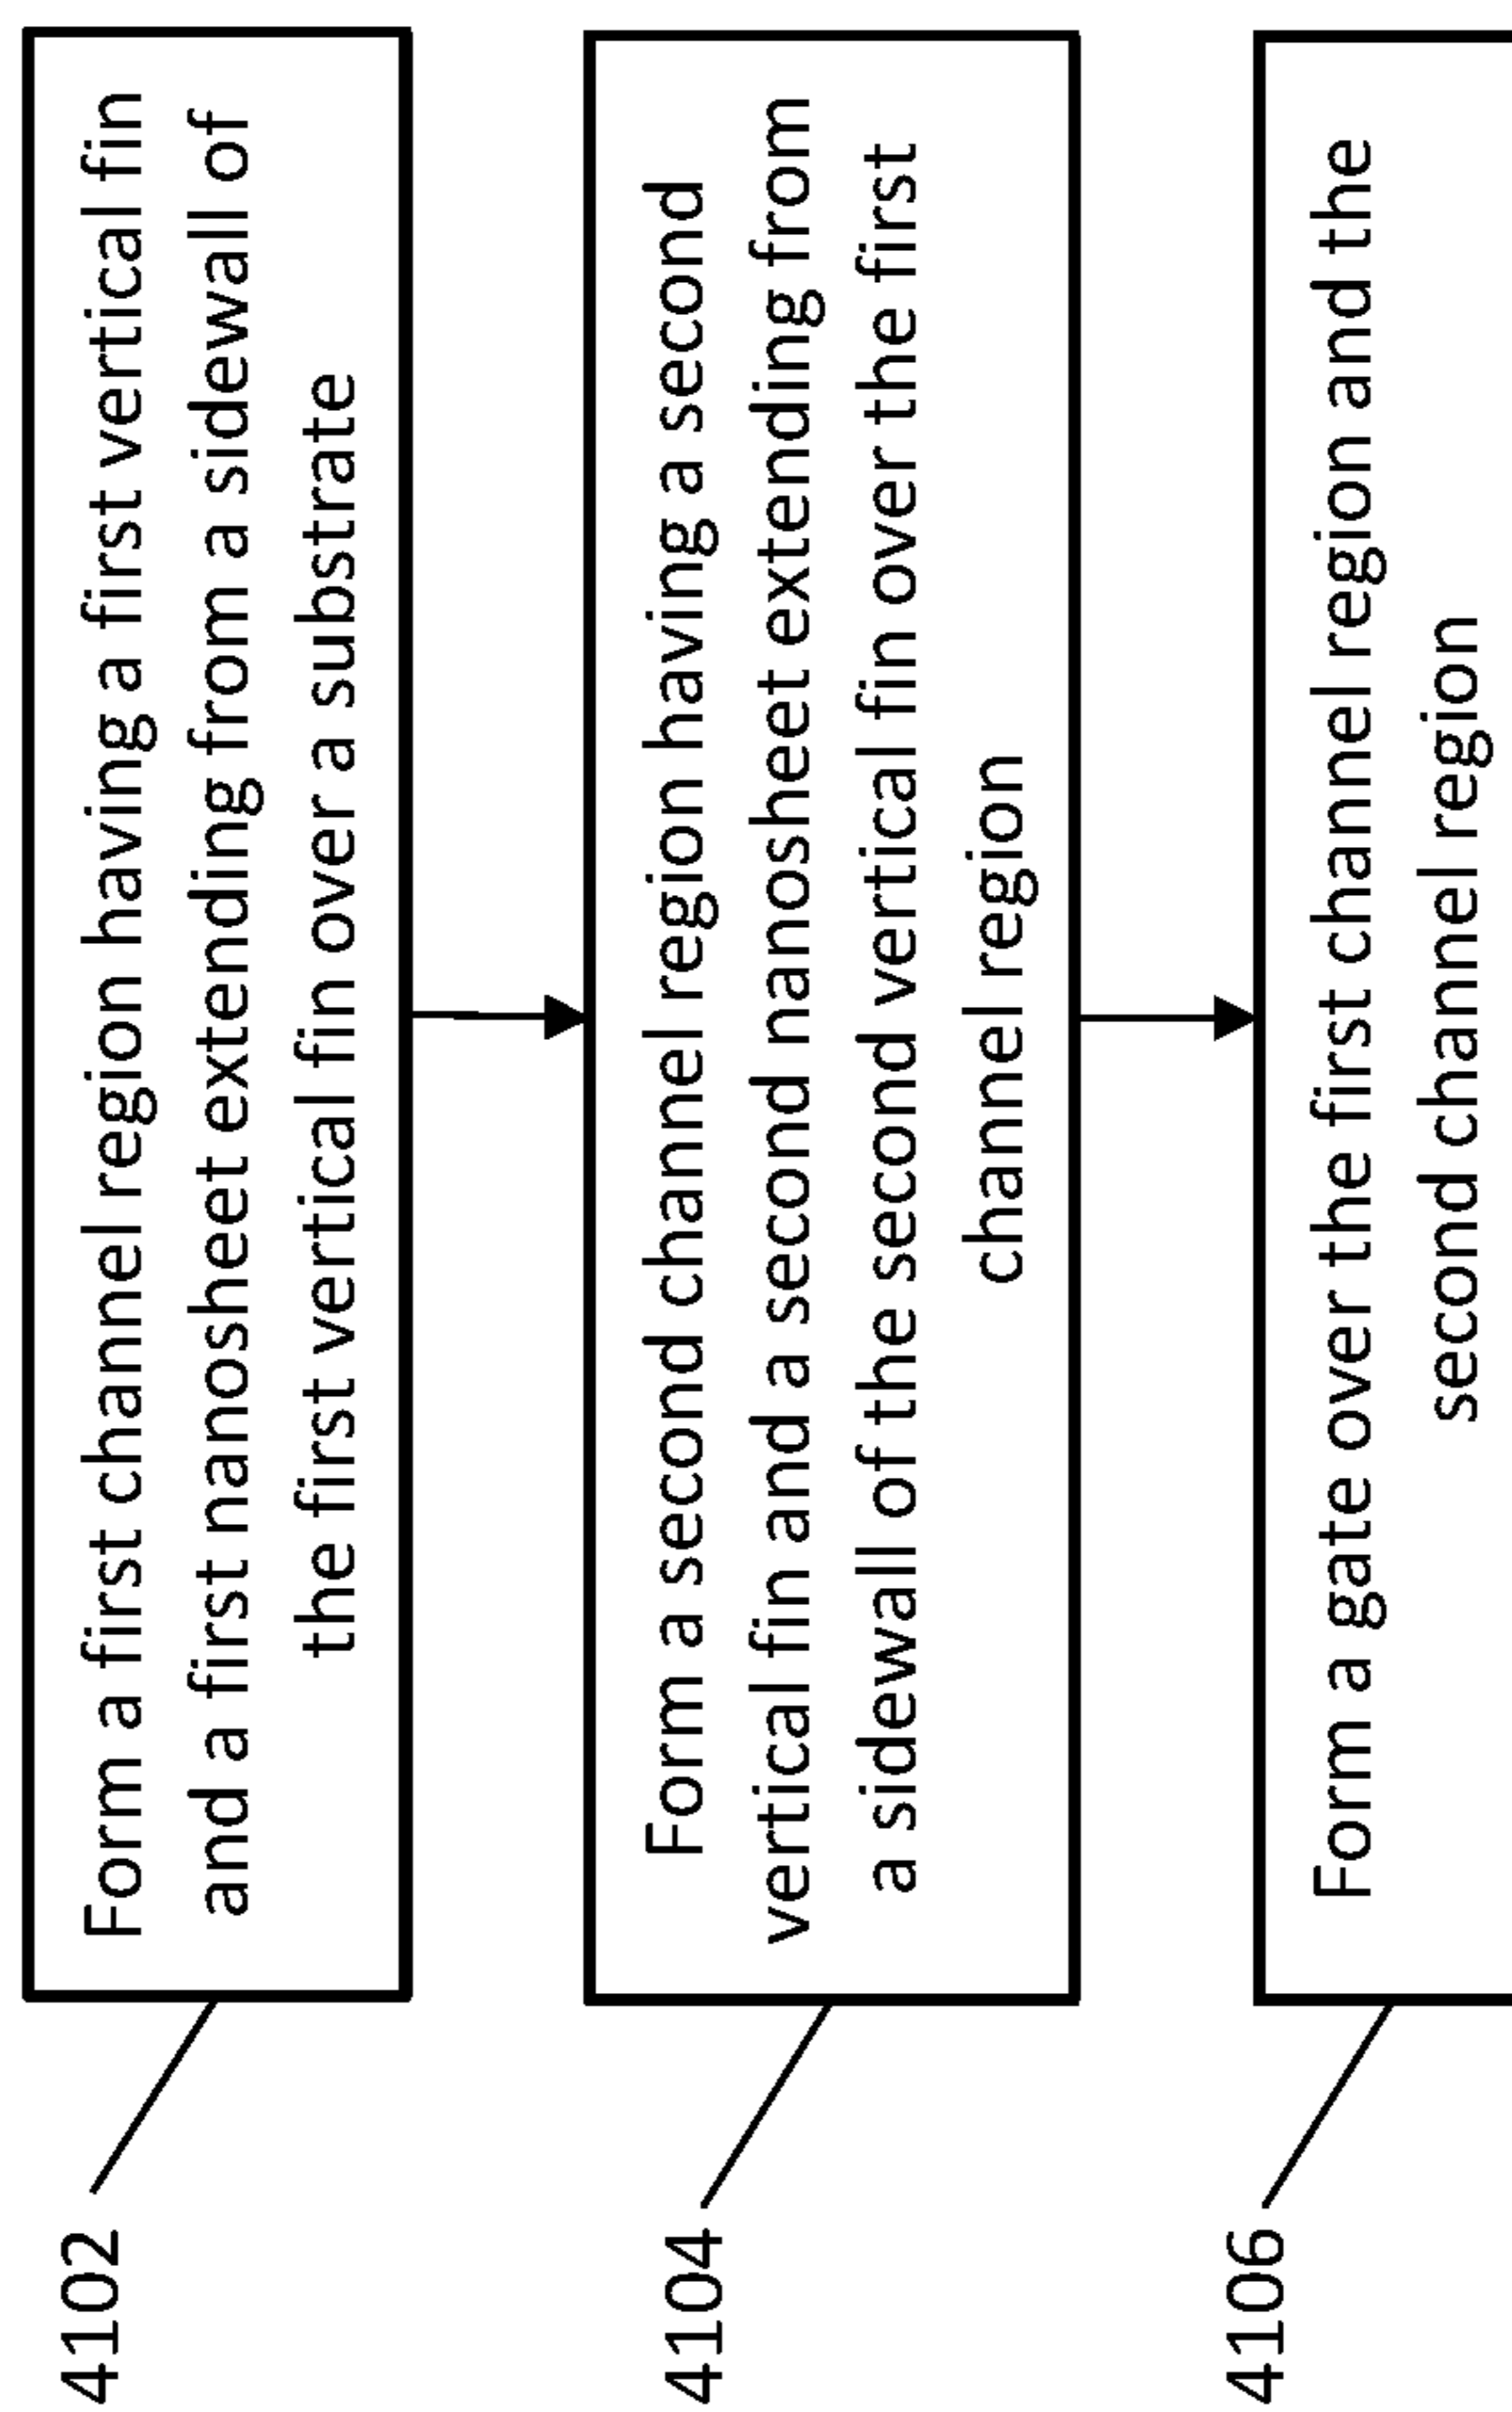 4102
Form a first channel region having a first vertical fin
and a first nanosheet extending from a sidewall of
the first vertical fin over a substrate
4104
Form a second channel region having a second
vertical fin and a second nanosheet extending from
a sidewall of the second vertical fin over the first
channel region
4106
Form a gate over the first channel region and the
second channel region